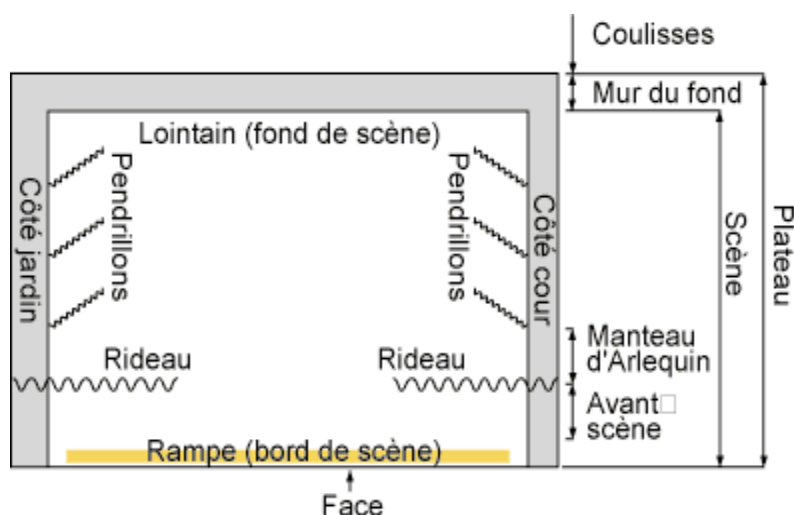 Coulisses
Mur du fond
Lointain (fond de scène)
Côté jardin
Pendrillons
Pendrillons
Côté cour
Scène
Plateau
Rideau
Rideau
Manteau
d'Arlequin
Avant□
scène
Rampe (bord de scène)
Face